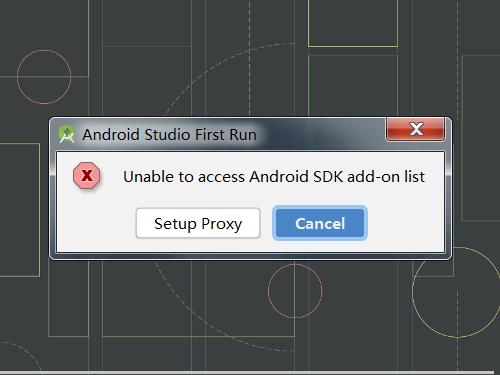 Android Studio First Run
Unable to access Android SDK add-on list
Setup Proxy
Cancel